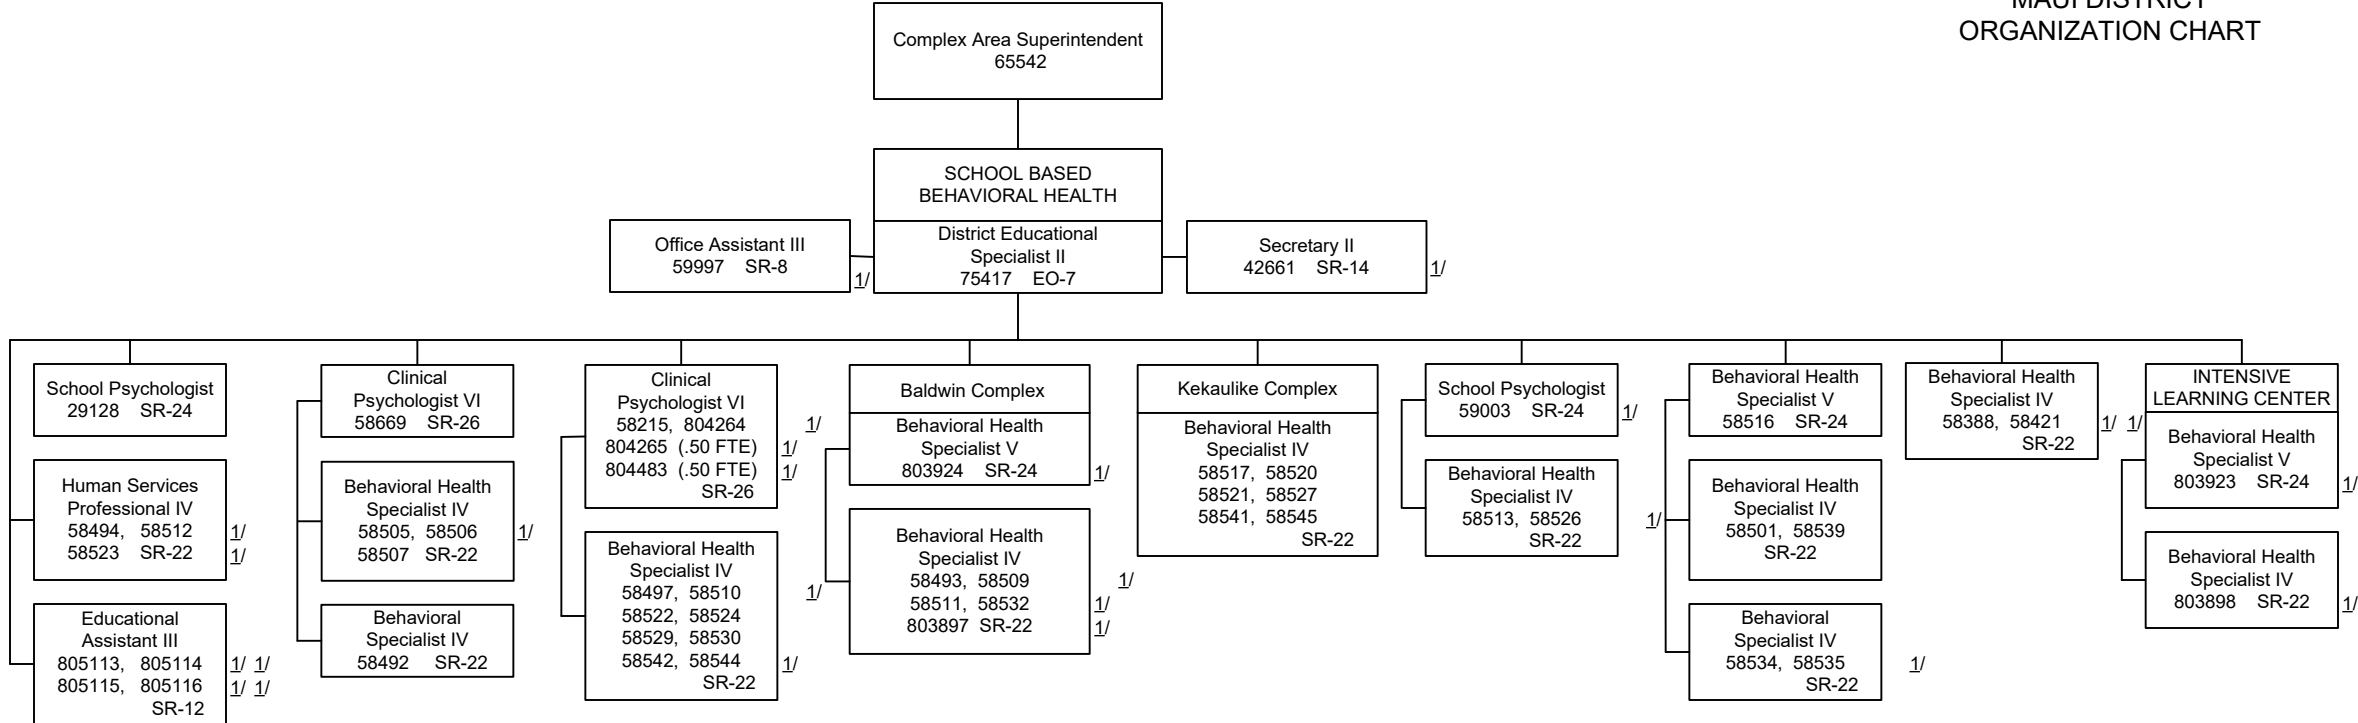 MAUI DISTRICT
ORGANIZATION CHART
Complex Area Superintendent
65542
SCHOOL BASED
BEHAVIORAL HEALTH
District Educational
Specialist II
75417 EO-7
Office Assistant III
59997 SR-8
1/
Secretary II
42661 SR-14
1/
School Psychologist
29128 SR-24
Human Services
Professional IV
58494, 58512 1/
58523 SR-22 1/
Educational
Assistant III
805113, 805114 1/ 1/
805115, 805116 1/ 1/
SR-12
Clinical
Psychologist VI
58669 SR-26
Behavioral Health
Specialist IV
58505, 58506 1/
58507 SR-22
Behavioral
Specialist IV
58492 SR-22
Clinical
Psychologist VI
58215, 804264 1/
804265 (.50 FTE) 1/
804483 (.50 FTE) 1/
SR-26
Behavioral Health
Specialist IV
58497, 58510 1/
58522, 58524
58529, 58530
58542, 58544 1/
SR-22
Baldwin Complex
Behavioral Health
Specialist V
803924 SR-24 1/
Behavioral Health
Specialist IV
58493, 58509 1/
58511, 58532 1/
803897 SR-22 1/
Kekaulike Complex
Behavioral Health
Specialist IV
58517, 58520
58521, 58527
58541, 58545
SR-22
School Psychologist
59003 SR-24 1/
Behavioral Health
Specialist IV
58513, 58526 1/
SR-22
Behavioral Health
Specialist V
58516 SR-24
Behavioral Health
Specialist IV
58501, 58539
SR-22
Behavioral
Specialist IV
58534, 58535 1/
SR-22
Behavioral Health
Specialist IV
58388, 58421 1/ 1/
SR-22
INTENSIVE
LEARNING CENTER
Behavioral Health
Specialist V
803923 SR-24 1/
Behavioral Health
Specialist IV
803898 SR-22 1/